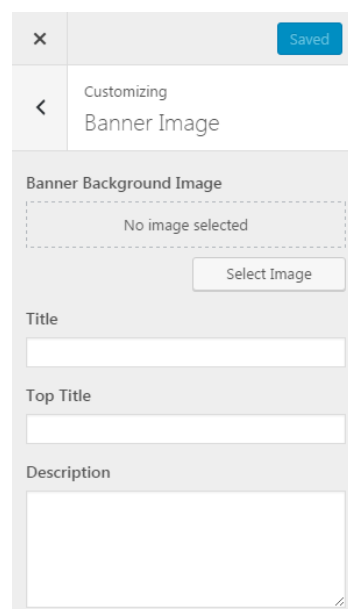 Saved
Customizing
Banner Image
Banner Background Image
No image selected
Select Image
Title
Top Title
Description